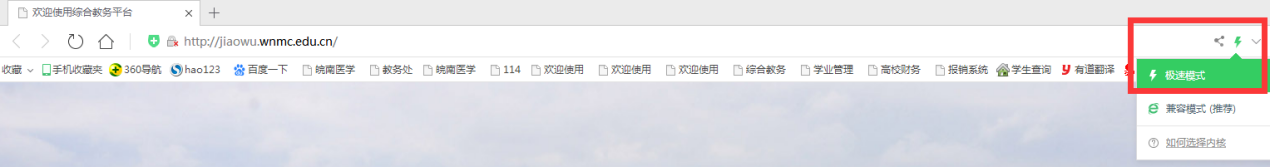 欢迎使用综合教务平台
http://jiaowu.wnmc.edu.cn/
收藏 手机收藏夹 360导航 hao123 百度一下 皖南医学 教务处 皖南医学 114 欢迎使用 欢迎使用 欢迎使用 综合教务 学业管理 高校财务 报销系统 学生查询 有道翻译
极速模式
兼容模式 (推荐)
如何选择内核